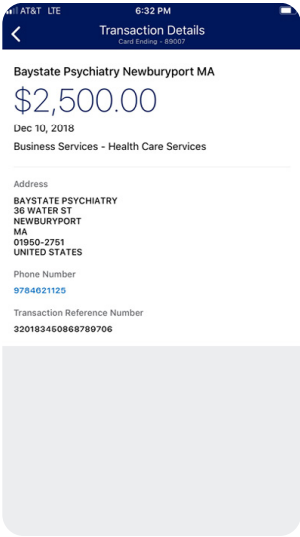 AT&T LTE 6:32 PM
Transaction Details
Card Ending - 89007
Baystate Psychiatry Newburyport MA
$2,500.00
Dec 10, 2018
Business Services - Health Care Services
Address
BAYSTATE PSYCHIATRY
36 WATER ST
NEWBURYPORT
MA
01950-2751
UNITED STATES
Phone Number
9784621125
Transaction Reference Number
320183450868789706